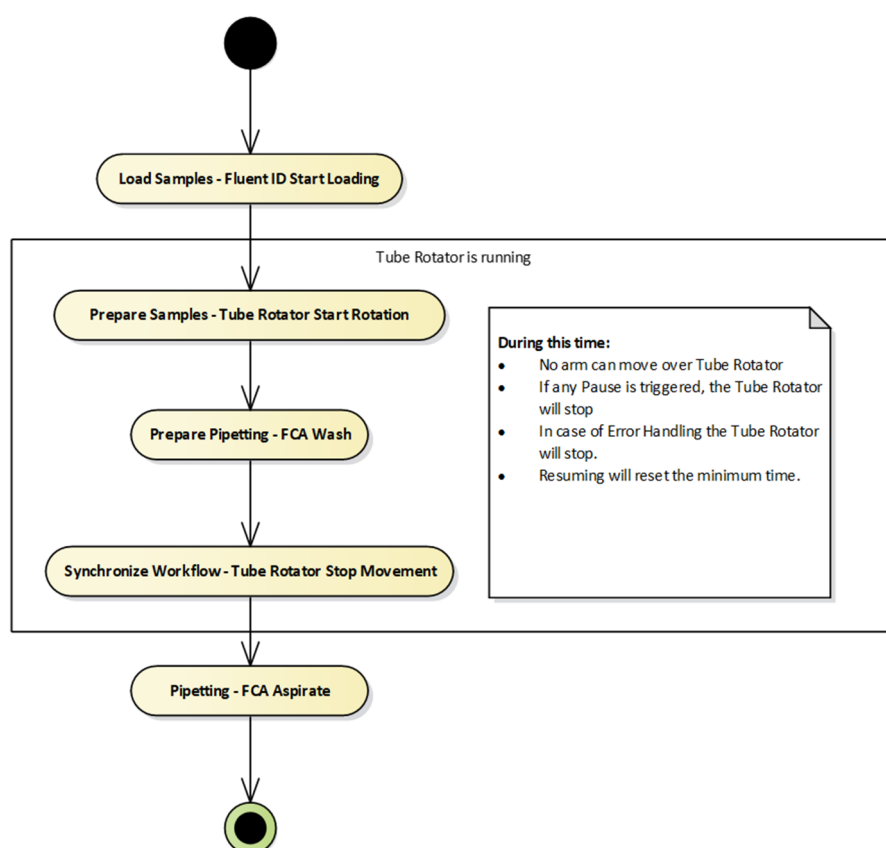 Load Samples - Fluent ID Start Loading
Tube Rotator is running
Prepare Samples - Tube Rotator Start Rotation
During this time:
• No arm can move over Tube Rotator
• If any Pause is triggered, the Tube Rotator
will stop
• In case of Error Handling the Tube Rotator
will stop.
• Resuming will reset the minimum time.
Prepare Pipetting - FCA Wash
Synchronize Workflow - Tube Rotator Stop Movement
Pipetting - FCA Aspirate